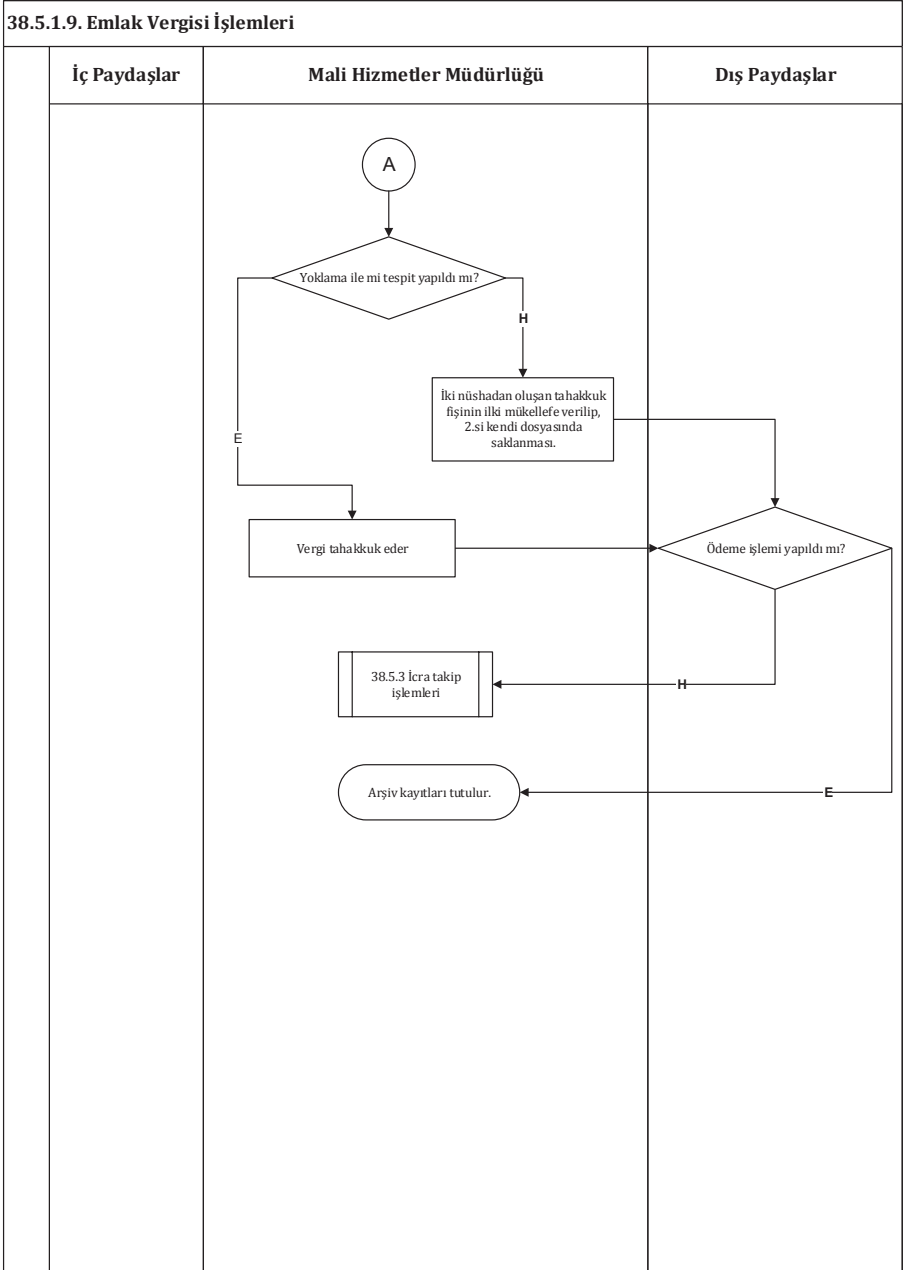 38.5.1.9. Emlak Vergisi İşlemleri
İç Paydaşlar
Mali Hizmetler Müdürlüğü
Dış Paydaşlar
A
Yoklama ile mi tespit yapıldı mı?
H
İki nüshadan oluşan tahakkuk
fişinin ilki mükellefe verilip,
2.si kendi dosyasında
saklanması.
E
Vergi tahakkuk eder
Ödeme işlemi yapıldı mı?
38.5.3 İcra takip
işlemleri
H
Arşiv kayıtları tutulur.
E